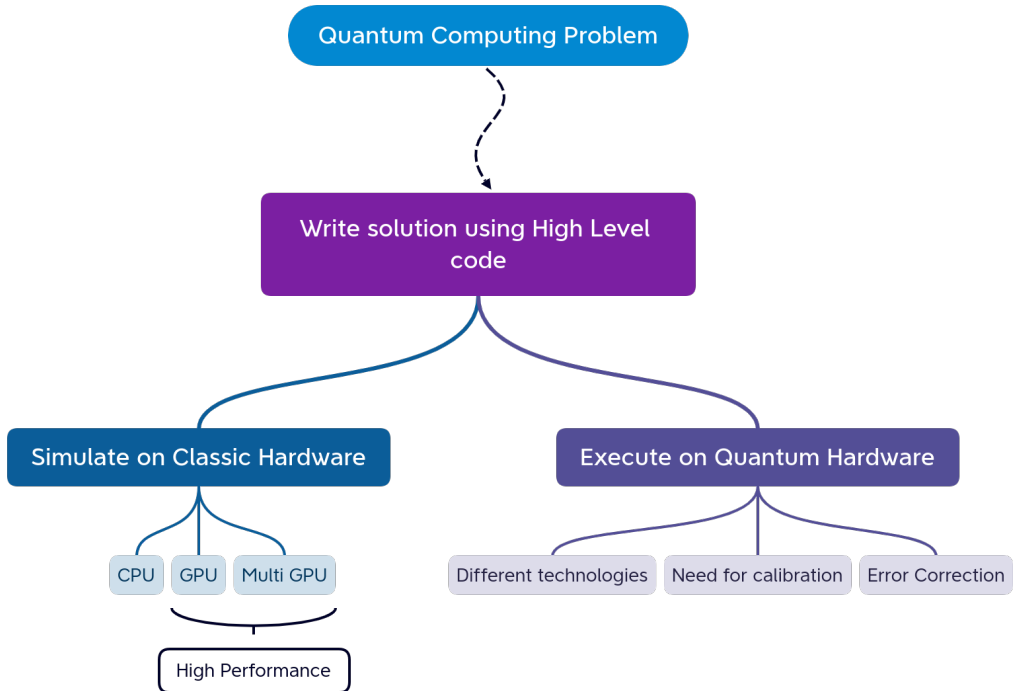 Quantum Computing Problem
Write solution using High Level
code
Simulate on Classic Hardware
Execute on Quantum Hardware
CPU
GPU
Multi GPU
Different technologies
Need for calibration
Error Correction
High Performance